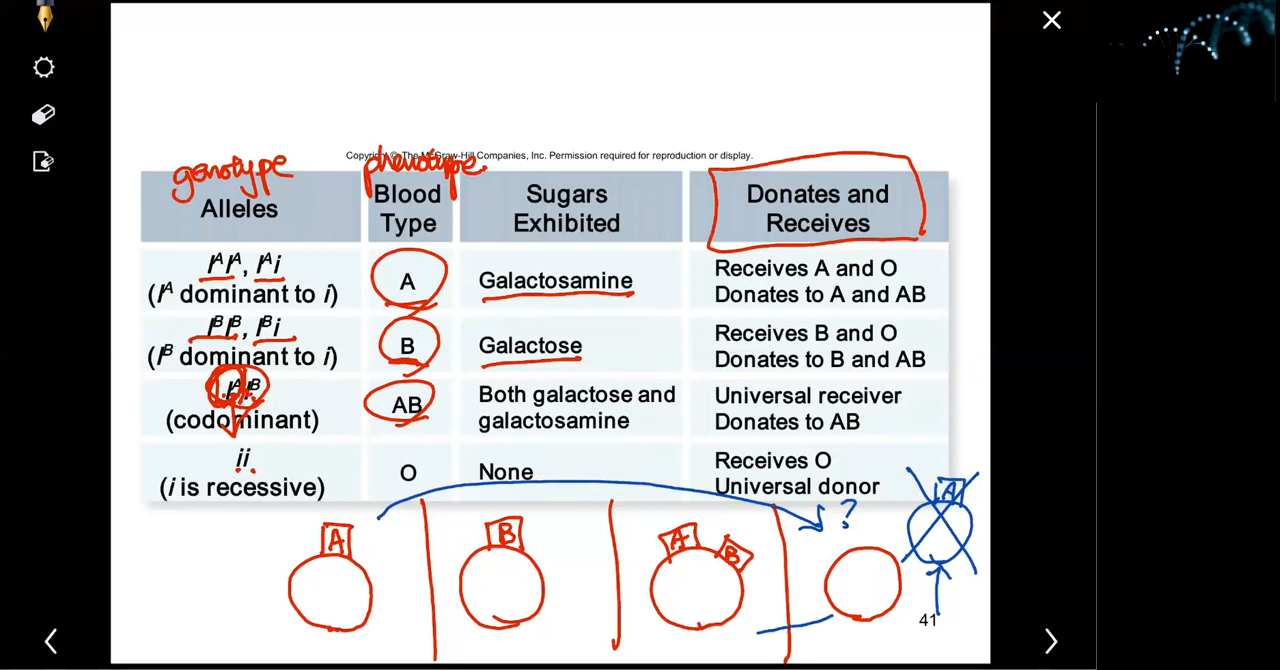 Copyright © The McGraw-Hill Companies, Inc. Permission required for reproduction or display.
genotype phenotype.
Alleles Blood Type Sugars Exhibited Donates and Receives
IᴬIᴬ, Iᴬi A Galactosamine Receives A and O
(Iᴬ dominant to i) Donates to A and AB
IᴮIᴮ, Iᴮi B Galactose Receives B and O
(Iᴮ dominant to i) Donates to B and AB
IᴬIᴮ AB Both galactose and Universal receiver
(codominant) galactosamine Donates to AB
ii O None Receives O
(i is recessive) Universal donor
A B A B ? A
41